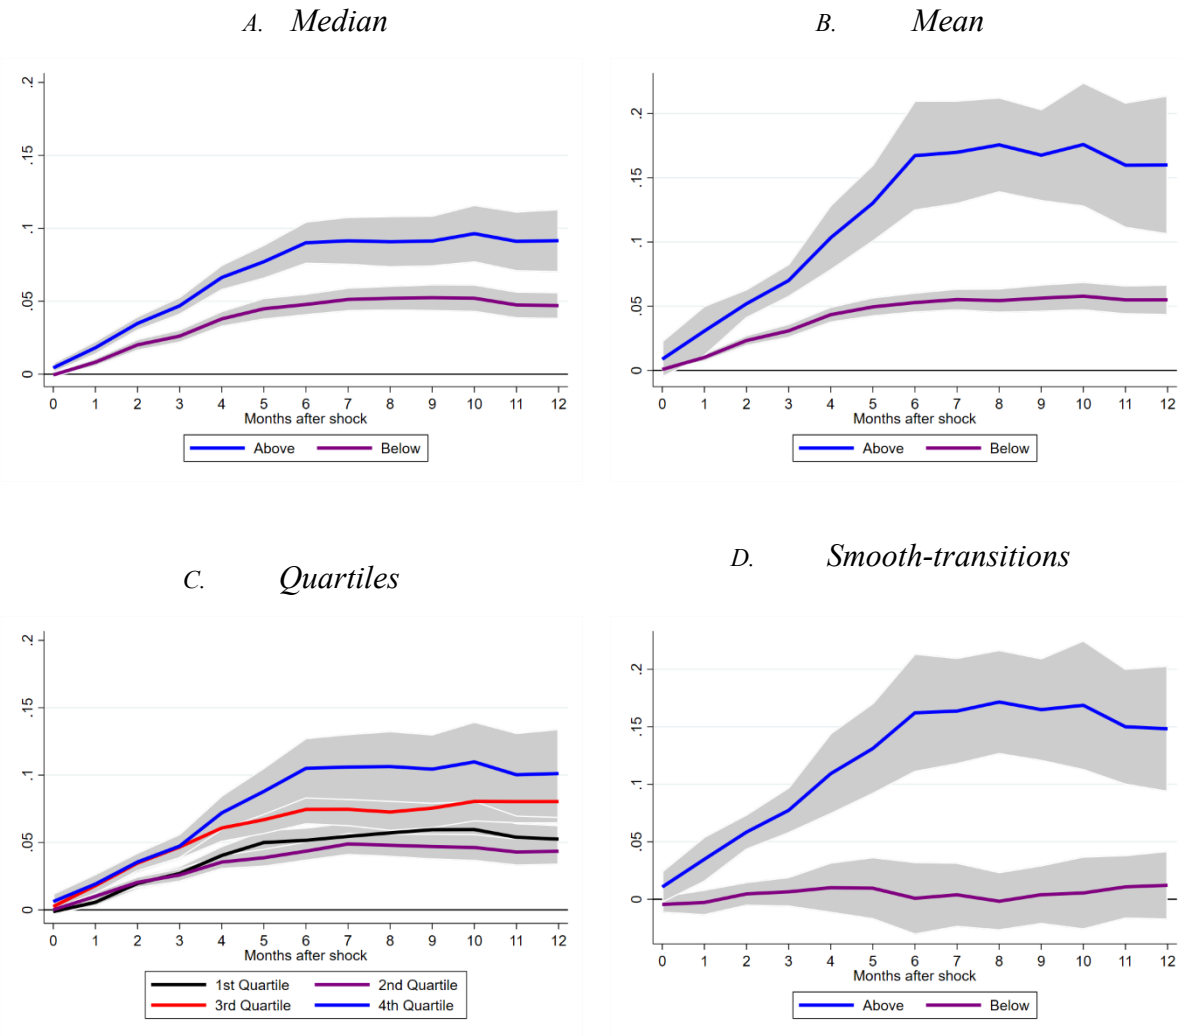 A. Median
B. Mean
.2
.15
.1
.05
0
0 1 2 3 4 5 6 7 8 9 10 11 12
Months after shock
Above Below
.2
.15
.1
.05
0
0 1 2 3 4 5 6 7 8 9 10 11 12
Months after shock
Above Below
C. Quartiles
D. Smooth-transitions
.2
.15
.1
.05
0
0 1 2 3 4 5 6 7 8 9 10 11 12
Months after shock
1st Quartile 2nd Quartile
3rd Quartile 4th Quartile
.2
.15
.1
.05
0
0 1 2 3 4 5 6 7 8 9 10 11 12
Months after shock
Above Below